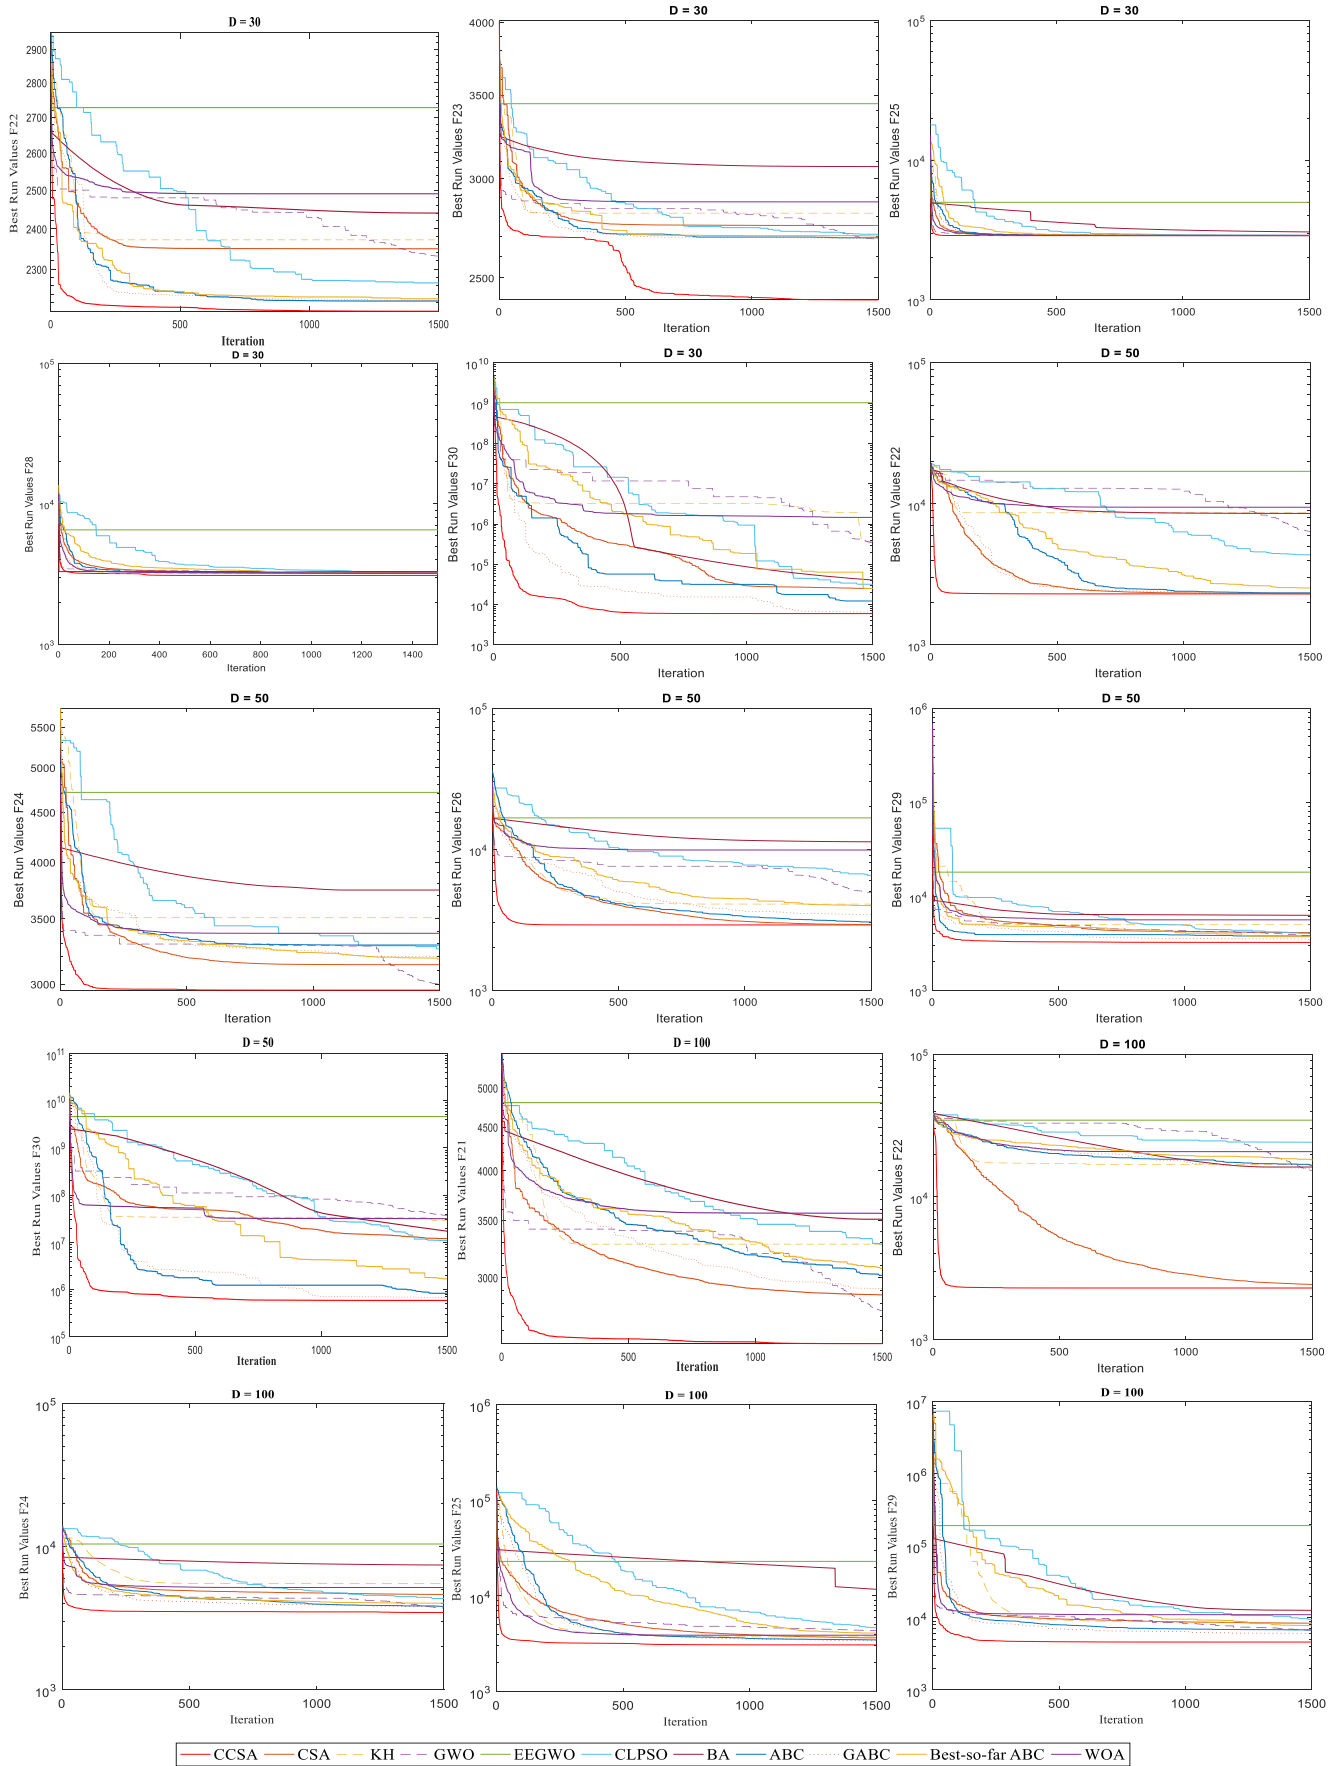 D = 30
Best Run Values F22
2900
2800
2700
2600
2500
2400
2300
0 500 1000 1500
Iteration
D = 30
Best Run Values F23
4000
3500
3000
2500
0 500 1000 1500
Iteration
D = 30
Best Run Values F25
10^5
10^4
10^3
0 500 1000 1500
Iteration
D = 30
Best Run Values F28
10^5
10^4
10^3
0 200 400 600 800 1000 1200 1400
Iteration
D = 30
Best Run Values F30
10^10
10^9
10^8
10^7
10^6
10^5
10^4
10^3
0 500 1000 1500
Iteration
D = 50
Best Run Values F22
10^5
10^4
10^3
0 500 1000 1500
Iteration
D = 50
Best Run Values F24
5500
5000
4500
4000
3500
3000
0 500 1000 1500
Iteration
D = 50
Best Run Values F26
10^5
10^4
10^3
0 500 1000 1500
Iteration
D = 50
Best Run Values F29
10^6
10^5
10^4
10^3
0 500 1000 1500
Iteration
D = 50
Best Run Values F30
10^11
10^10
10^9
10^8
10^7
10^6
10^5
0 500 1000 1500
Iteration
D = 100
Best Run Values F21
5000
4500
4000
3500
3000
0 500 1000 1500
Iteration
D = 100
Best Run Values F22
10^5
10^4
10^3
0 500 1000 1500
Iteration
D = 100
Best Run Values F24
10^5
10^4
10^3
0 500 1000 1500
Iteration
D = 100
Best Run Values F25
10^6
10^5
10^4
10^3
0 500 1000 1500
Iteration
D = 100
Best Run Values F29
10^7
10^6
10^5
10^4
10^3
0 500 1000 1500
Iteration
CCSA CSA KH GWO EEGWO CLPSO BA ABC GABC Best-so-far ABC WOA